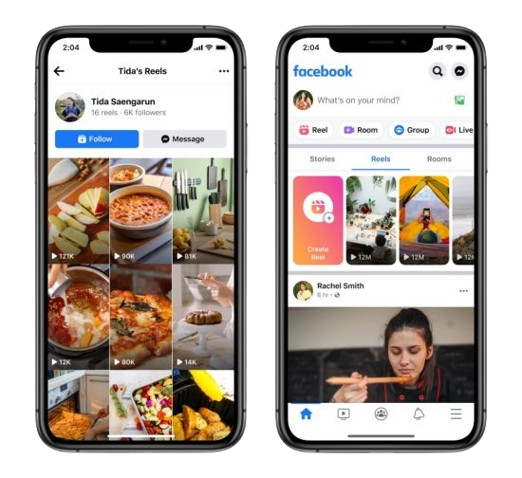 2:04
Tida's Reels
Tida Saengarun
16 reels · 6K followers
Follow
Message
121K
90K
81K
12K
80K
14K
2:04
facebook
What's on your mind?
Reel
Room
Group
Live
Stories
Reels
Rooms
Create
Reel
12M
12M
Rachel Smith
8 hr